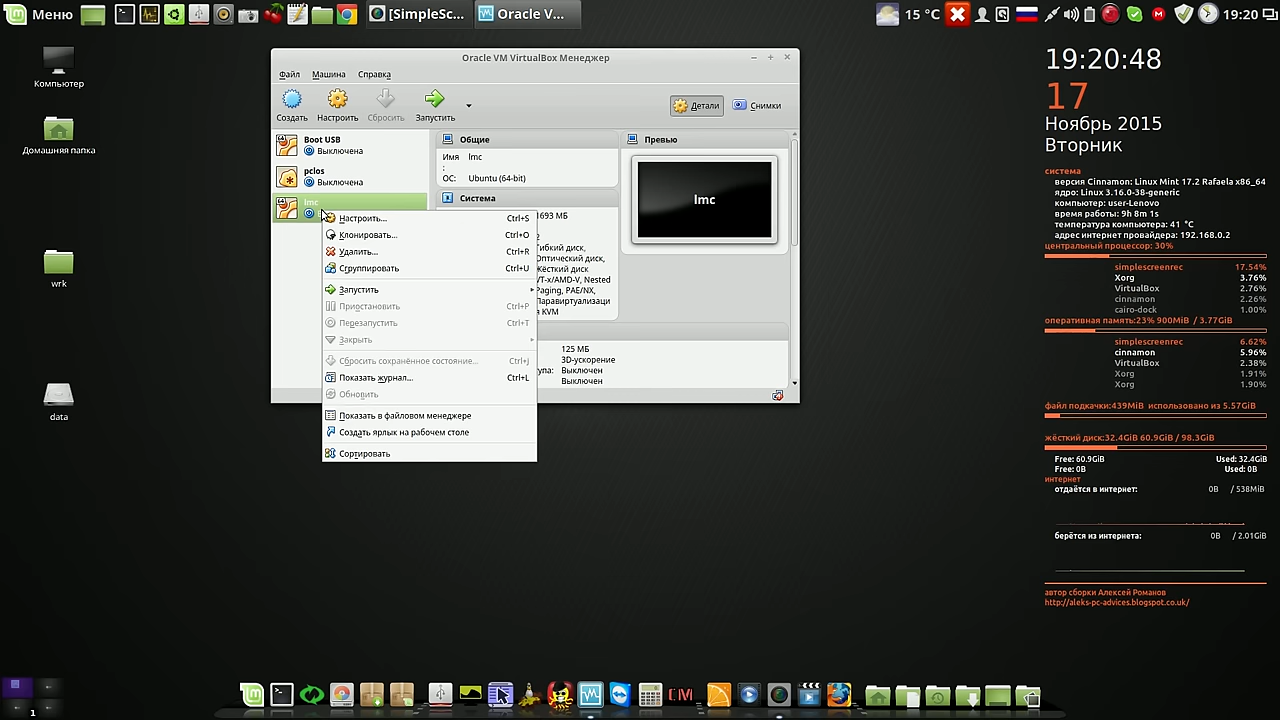 Меню
[SimpleSc...
Oracle V...
15 °C
19:20
Компьютер
Домашняя папка
wrk
data
Oracle VM VirtualBox Менеджер
Файл Машина Справка
Создать Настроить Сбросить Запустить
Детали Снимки
Boot USB
Выключена
pclos
Выключена
lmc
Общие
Имя lmc
:
ОС: Ubuntu (64-bit)
Система
1693 МБ
Гибкий диск,
Оптический диск,
Жёсткий диск
VT-x/AMD-V, Nested
Paging, PAE/NX,
Паравиртуализаци
я KVM
125 МБ
3D-ускорение
упа: Выключен
Выключен
Превью
lmc
Настроить... Ctrl+S
Клонировать... Ctrl+O
Удалить... Ctrl+R
Сгруппировать Ctrl+U
Запустить
Приостановить Ctrl+P
Перезапустить Ctrl+T
Закрыть
Сбросить сохранённое состояние... Ctrl+J
Показать журнал... Ctrl+L
Обновить
Показать в файловом менеджере
Создать ярлык на рабочем столе
Сортировать
19:20:48
17
Ноябрь 2015
Вторник
система
версия Cinnamon: Linux Mint 17.2 Rafaela x86_64
ядро: Linux 3.16.0-38-generic
компьютер: user-Lenovo
время работы: 9h 8m 1s
температура компьютера: 41 °C
адрес интернет провайдера: 192.168.0.2
центральный процессор: 30%
simplescreenrec 17.54%
Xorg 3.76%
VirtualBox 2.76%
cinnamon 2.26%
cairo-dock 1.00%
оперативная память:23% 900MiB / 3.77GiB
simplescreenrec 6.62%
cinnamon 5.96%
VirtualBox 2.38%
Xorg 1.91%
Xorg 1.90%
файл подкачки:439MiB использовано из 5.57GiB
жёсткий диск:32.4GiB 60.9GiB / 98.3GiB
Free: 60.9GiB Used: 32.4GiB
Free: 0B Used: 0B
интернет
отдаётся в интернет: 0B / 538MiB
берётся из интернета: 0B / 2.01GiB
автор сборки Алексей Романов
http://aleks-pc-advices.blogspot.co.uk/
1